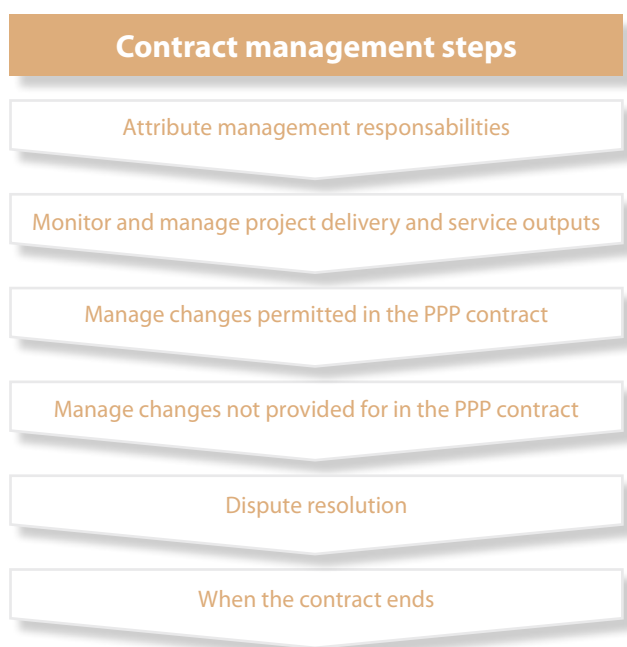 Contract management steps
Attribute management responsabilities
Monitor and manage project delivery and service outputs
Manage changes permitted in the PPP contract
Manage changes not provided for in the PPP contract
Dispute resolution
When the contract ends